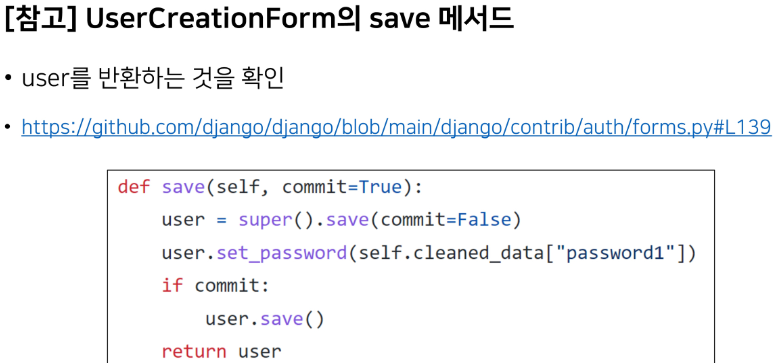 [참고] UserCreationForm의 save 메서드
• user를 반환하는 것을 확인
• https://github.com/django/django/blob/main/django/contrib/auth/forms.py#L139
def save(self, commit=True):
    user = super().save(commit=False)
    user.set_password(self.cleaned_data["password1"])
    if commit:
        user.save()
    return user